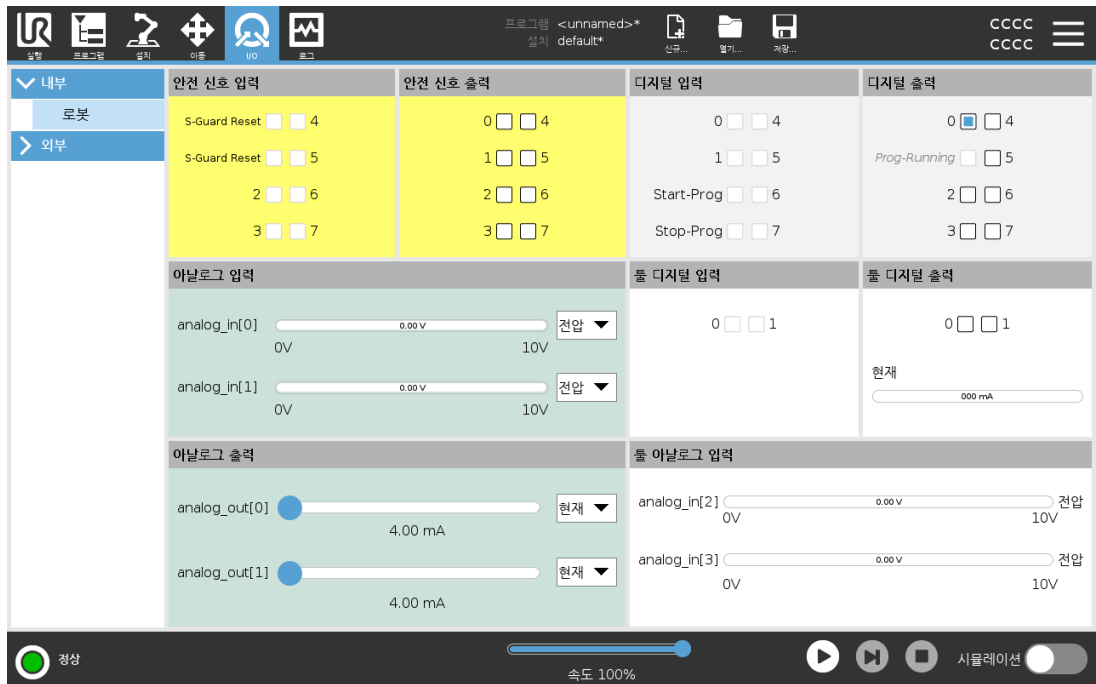 프로그램 <unnamed>*
설치 default*
UR
실행
프로그램
설치
이동
I/O
로그
신규...
열기...
저장...
CCCC
CCCC
내부
로봇
외부
안전 신호 입력
S-Guard Reset 4
S-Guard Reset 5
2 6
3 7
안전 신호 출력
0 4
1 5
2 6
3 7
디지털 입력
0 4
1 5
Start-Prog 6
Stop-Prog 7
디지털 출력
0 4
Prog-Running 5
2 6
3 7
아날로그 입력
analog_in[0] 0.00 V 전압
0V 10V
analog_in[1] 0.00 V 전압
0V 10V
툴 디지털 입력
0 1
툴 디지털 출력
0 1
현재
000 mA
아날로그 출력
analog_out[0] 현재
4.00 mA
analog_out[1] 현재
4.00 mA
툴 아날로그 입력
analog_in[2] 0.00 V 전압
0V 10V
analog_in[3] 0.00 V 전압
0V 10V
정상
속도 100%
시뮬레이션